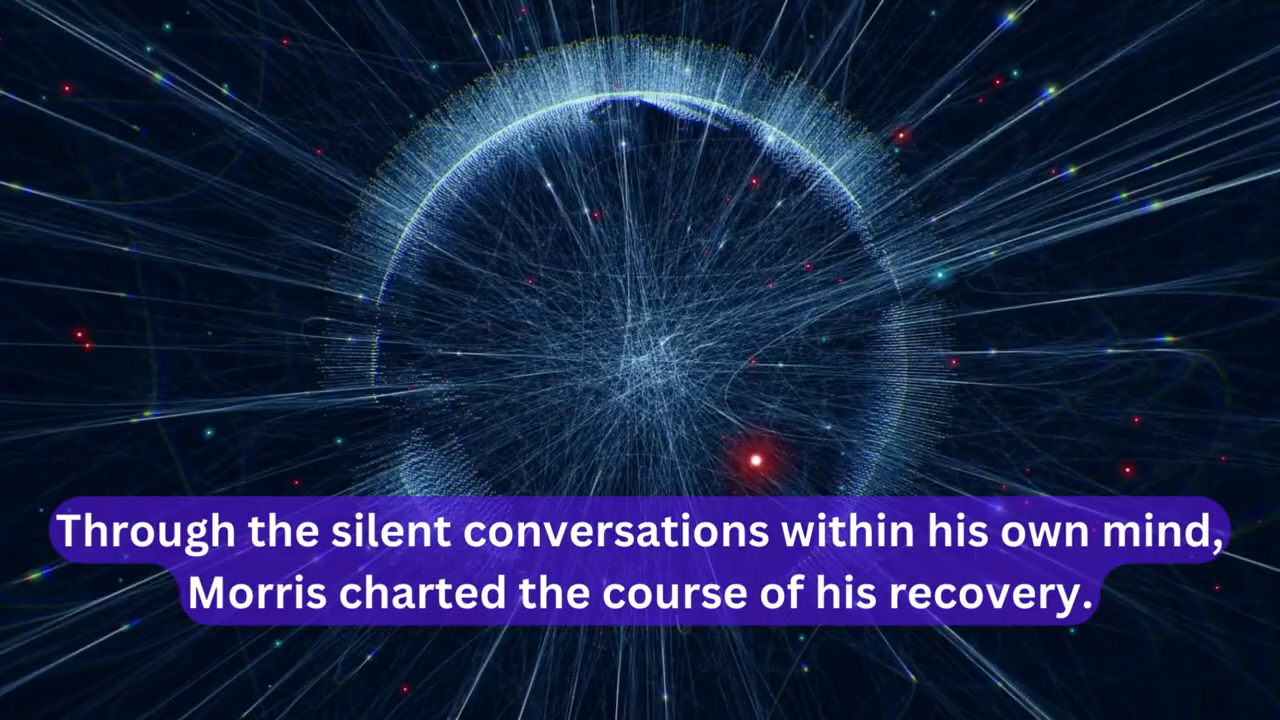 Through the silent conversations within his own mind,
Morris charted the course of his recovery.